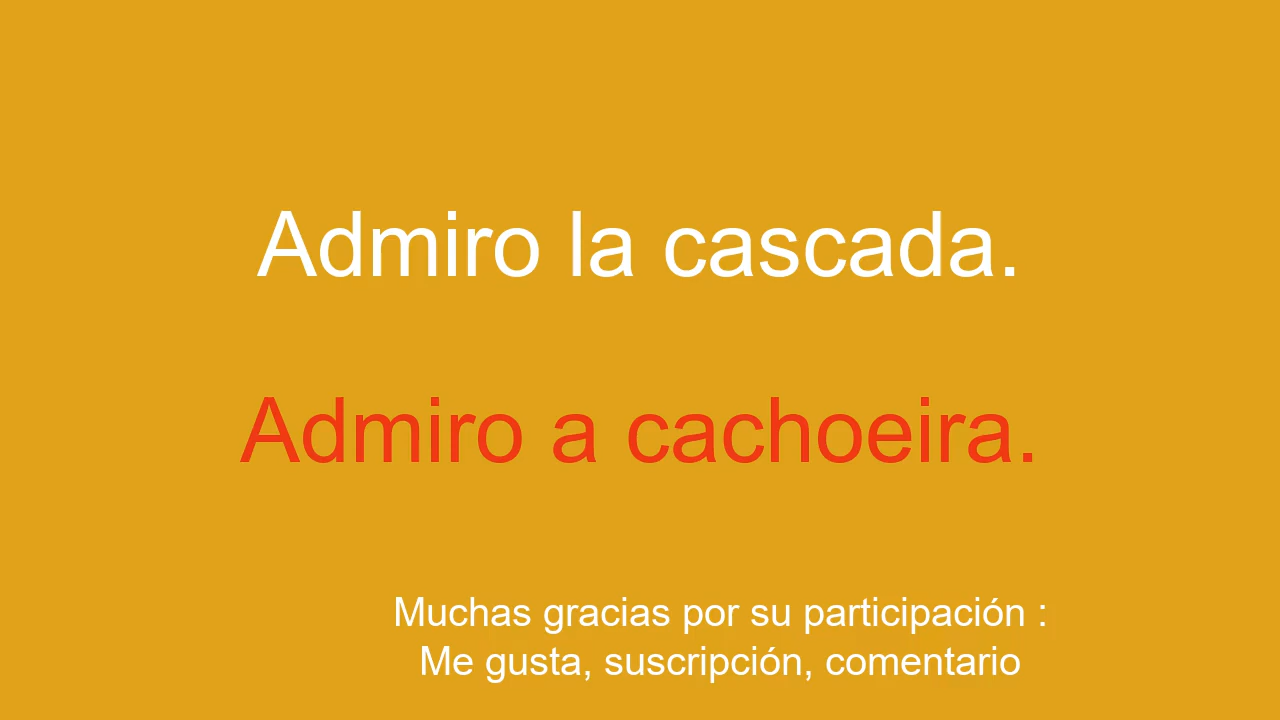 Admiro la cascada.
Admiro a cachoeira.
Muchas gracias por su participación :
Me gusta, suscripción, comentario